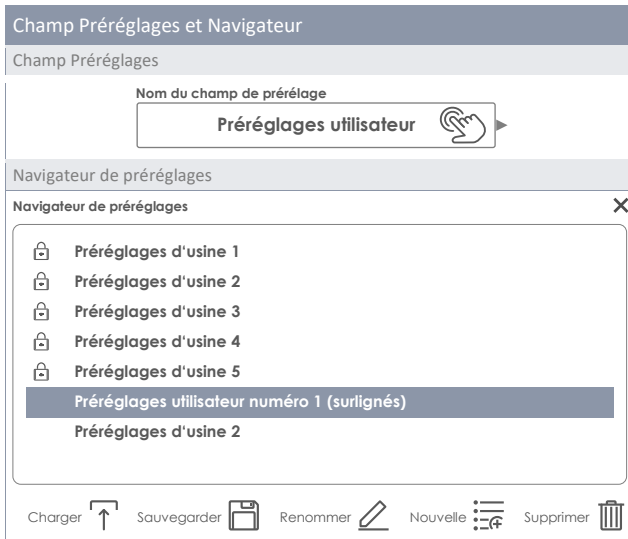 Champ Préréglages et Navigateur
Champ Préréglages
Nom du champ de prérélage
Préréglages utilisateur
Navigateur de préréglages
Navigateur de préréglages
Préréglages d‘usine 1
Préréglages d‘usine 2
Préréglages d‘usine 3
Préréglages d‘usine 4
Préréglages d‘usine 5
Préréglages utilisateur numéro 1 (surlignés)
Préréglages d‘usine 2
Charger Sauvegarder Renommer Nouvelle Supprimer